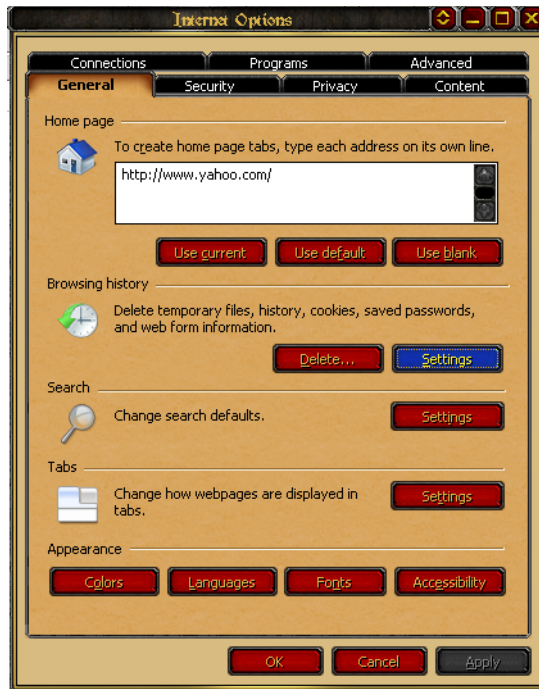 Internet Options
Connections Programs Advanced
General Security Privacy Content
Home page
To create home page tabs, type each address on its own line.
http://www.yahoo.com/
Use current Use default Use blank
Browsing history
Delete temporary files, history, cookies, saved passwords,
and web form information.
Delete... Settings
Search
Change search defaults. Settings
Tabs
Change how webpages are displayed in
tabs.
Settings
Appearance
Colors Languages Fonts Accessibility
OK Cancel Apply